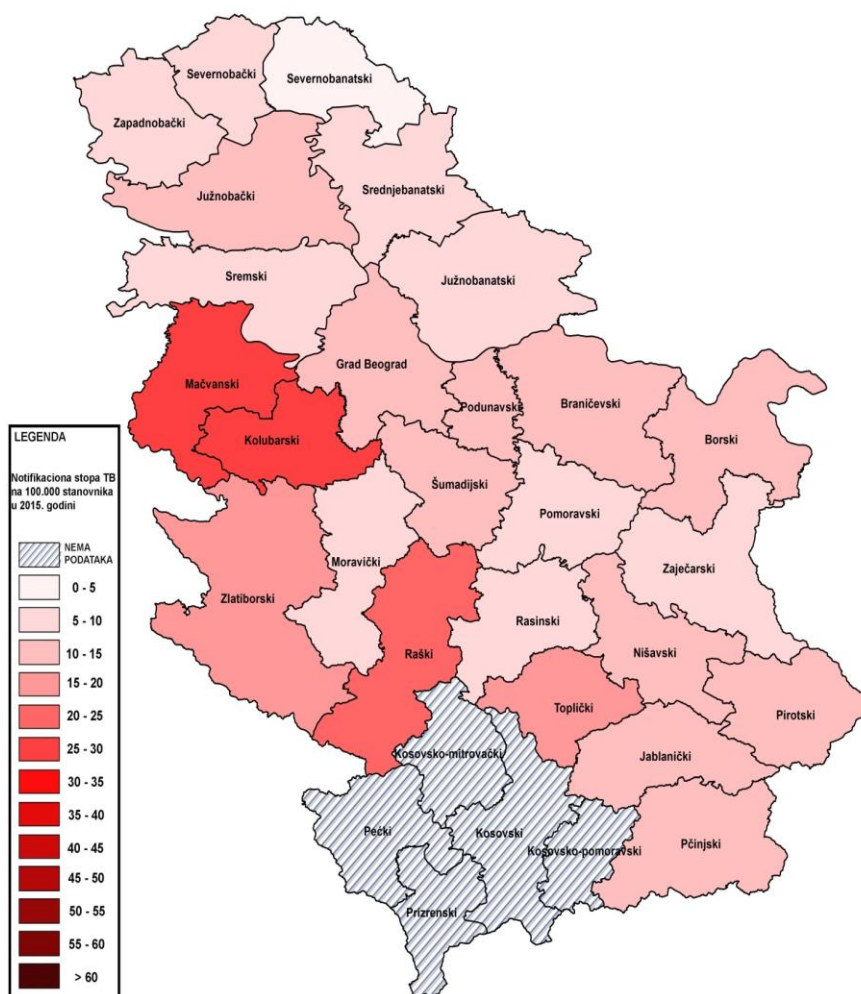 Severnobački
Severnobanatski
Zapadnobački
Južnobački
Srednjebanatski
Sremski
Južnobanatski
Mačvanski
Grad Beograd
Podunavski
Braničevski
Borski
Kolubarski
Šumadijski
Pomoravski
Zaječarski
Moravički
Zlatiborski
Raški
Rasinski
Nišavski
Toplički
Pirotski
Jablanički
Kosovsko-mitrovački
Pećki
Kosovski
Kosovsko-pomoravski
Pčinjski
Prizrenski
LEGENDA
Notifikaciona stopa TB
na 100.000 stanovnika
u 2015. godini
NEMA
PODATAKA
0 - 5
5 - 10
10 - 15
15 - 20
20 - 25
25 - 30
30 - 35
35 - 40
40 - 45
45 - 50
50 - 55
55 - 60
> 60